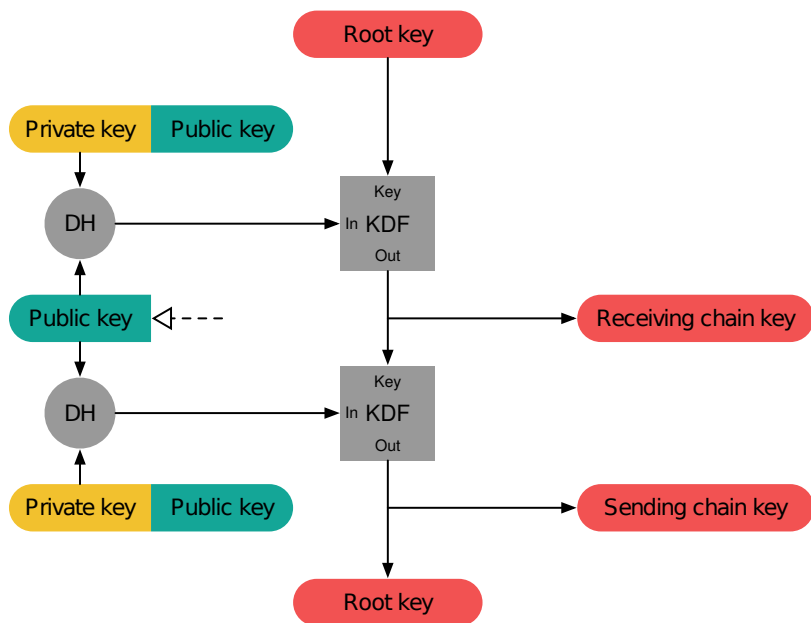 Root key
Private key Public key
Key
DH
In KDF
Out
Public key
Receiving chain key
Key
DH
In KDF
Out
Private key Public key
Sending chain key
Root key